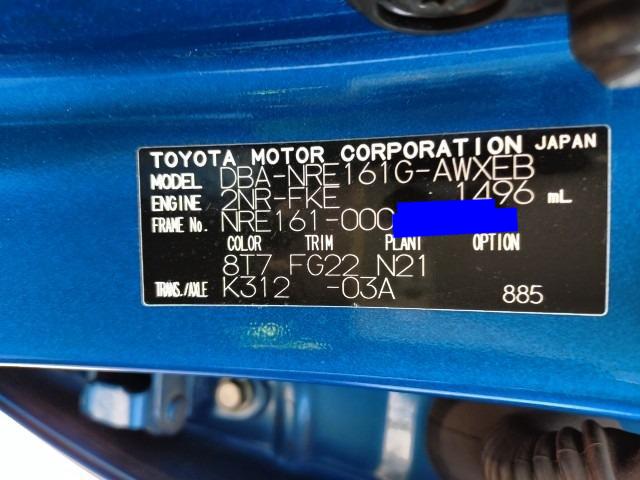 TOYOTA MOTOR CORPORATION JAPAN
MODEL DBA-NRE161G-AWXEB
ENGINE 2NR-FKE 1496 mL
FRAME No. NRE161-000
COLOR TRIM PLANT OPTION
8T7 FG22 N21
TRANS./AXLE K312 -03A 885